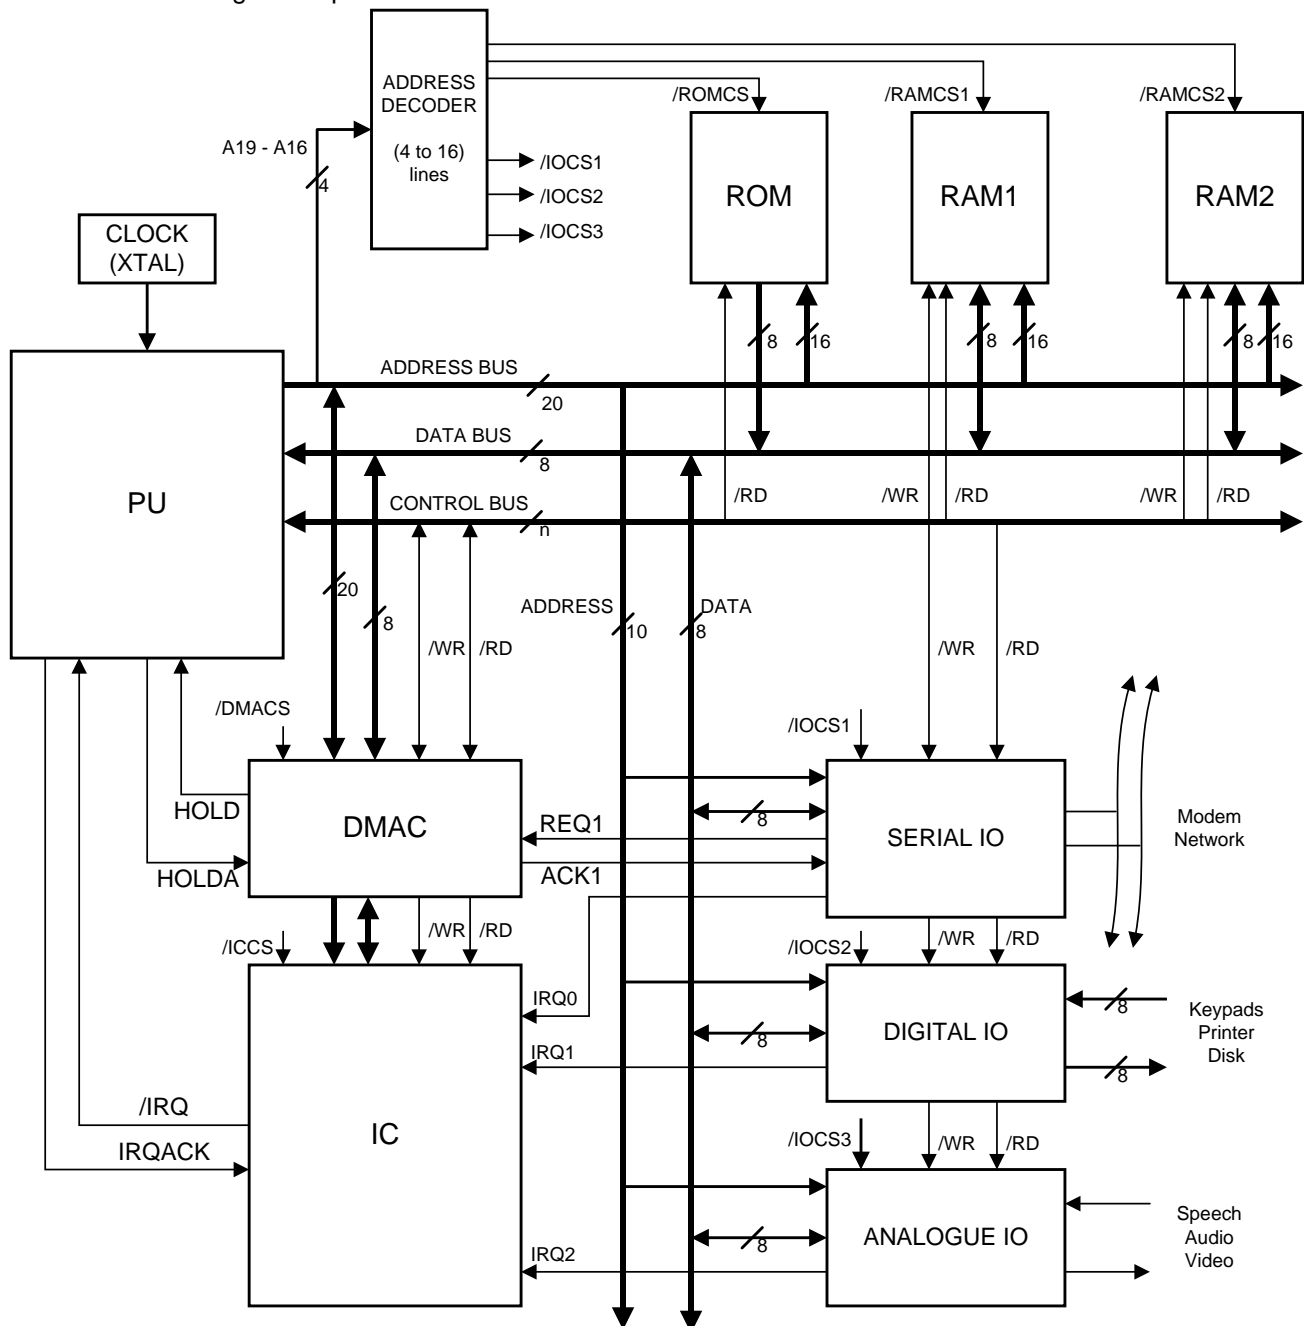 ADDRESS
DECODER
(4 to 16)
lines
/ROMCS
/RAMCS1
/RAMCS2
A19 - A16
4
/IOCS1
/IOCS2
/IOCS3
ROM
RAM1
RAM2
CLOCK
(XTAL)
8
16
8
16
8
16
ADDRESS BUS
20
DATA BUS
8
PU
CONTROL BUS
n
/RD
/WR
/RD
/WR
/RD
20
8
ADDRESS
10
DATA
8
/WR
/RD
/WR
/RD
/DMACS
/IOCS1
HOLD
DMAC
REQ1
8
SERIAL IO
Modem
Network
HOLDA
ACK1
/ICCS
/WR
/RD
/IOCS2
/WR
/RD
IRQ0
8
Keypads
Printer
Disk
DIGITAL IO
IRQ1
8
8
/IRQ
IC
IRQACK
/IOCS3
/WR
/RD
ANALOGUE IO
8
Speech
Audio
Video
IRQ2